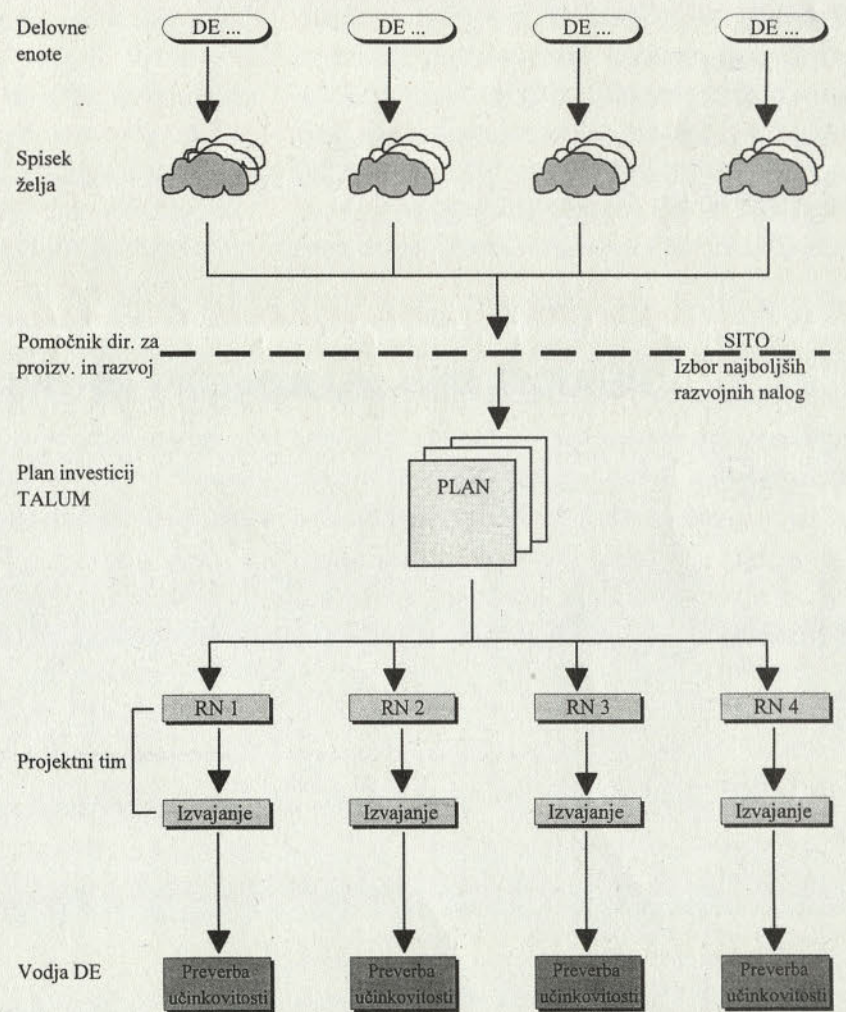 Delovne
enote
DE ...
DE ...
DE ...
DE ...
Spisek
želja
Pomočnik dir. za
proizv. in razvoj
SITO
Izbor najboljših
razvojnih nalog
Plan investicij
TALUM
PLAN
RN 1
RN 2
RN 3
RN 4
Projektni tim
Izvajanje
Izvajanje
Izvajanje
Izvajanje
Vodja DE
Preverba
učinkovitosti
Preverba
učinkovitosti
Preverba
učinkovitosti
Preverba
učinkovitosti